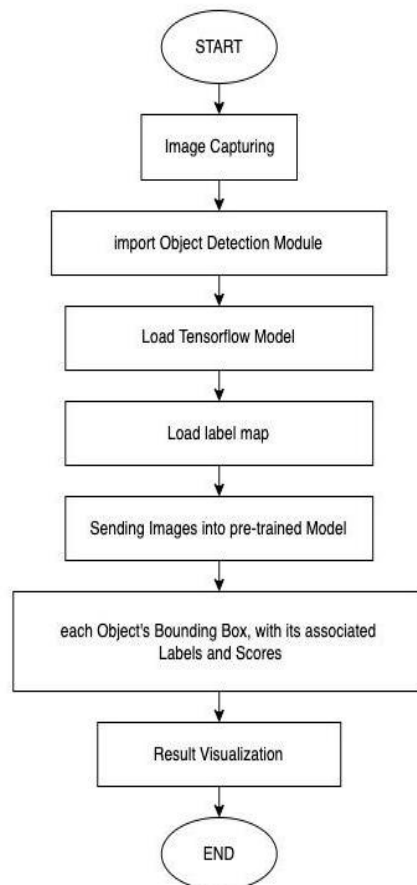 START
Image Capturing
import Object Detection Module
Load Tensorflow Model
Load label map
Sending Images into pre-trained Model
each Object's Bounding Box, with its associated
Labels and Scores
Result Visualization
END